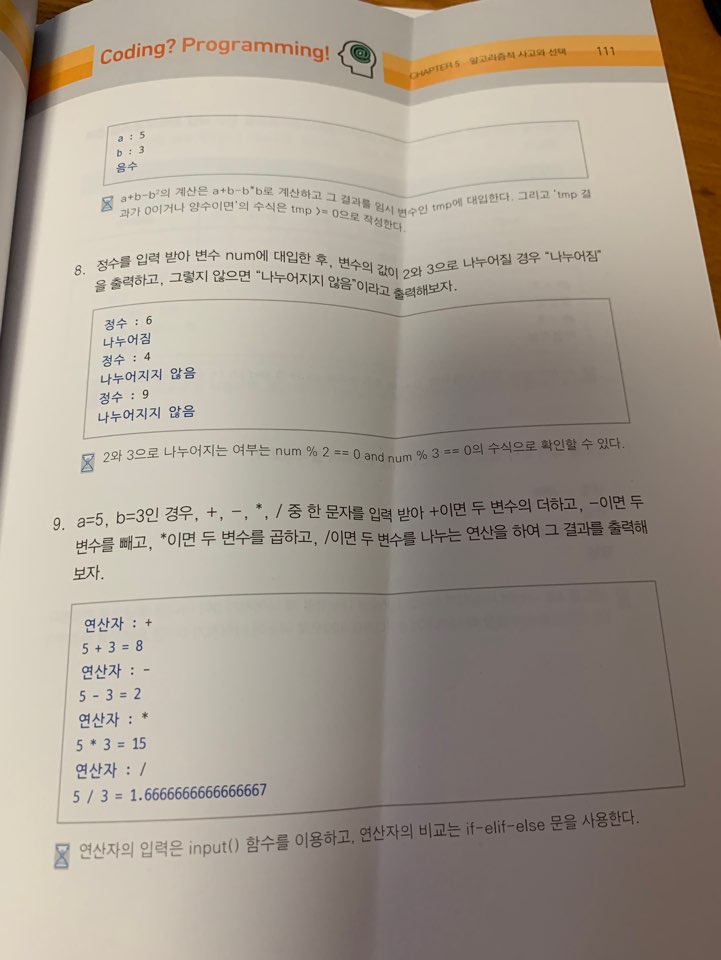 Coding? Programming!
CHAPTER 5 알고리즘적 사고와 선택 111
a : 5
b : 3
음수
a+b-b²의 계산은 a+b-b*b로 계산하고 그 결과를 임시 변수인 tmp에 대입한다. 그리고 'tmp 결
과가 0이거나 양수이면'의 수식은 tmp >= 0으로 작성한다.
8. 정수를 입력 받아 변수 num에 대입한 후, 변수의 값이 2와 3으로 나누어질 경우 "나누어짐"
을 출력하고, 그렇지 않으면 "나누어지지 않음"이라고 출력해보자.
정수 : 6
나누어짐
정수 : 4
나누어지지 않음
정수 : 9
나누어지지 않음
2와 3으로 나누어지는 여부는 num % 2 == 0 and num % 3 == 0의 수식으로 확인할 수 있다.
9. a=5, b=3인 경우, +, -, *, / 중 한 문자를 입력 받아 +이면 두 변수의 더하고, -이면 두
변수를 빼고, *이면 두 변수를 곱하고, /이면 두 변수를 나누는 연산을 하여 그 결과를 출력해
보자.
연산자 : +
5 + 3 = 8
연산자 : -
5 - 3 = 2
연산자 : *
5 * 3 = 15
연산자 : /
5 / 3 = 1.6666666666666667
연산자의 입력은 input() 함수를 이용하고, 연산자의 비교는 if-elif-else 문을 사용한다.